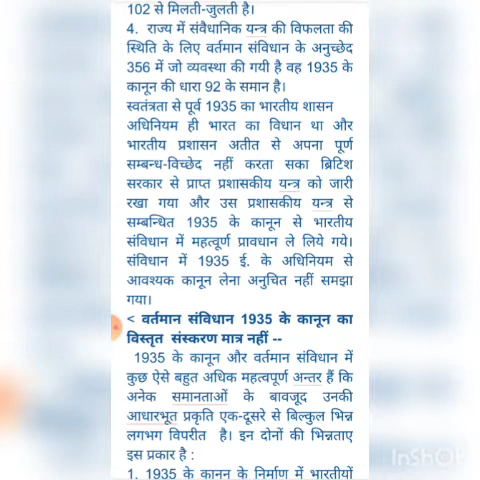 102 से मिलती-जुलती है।
4. राज्य में संवैधानिक यन्त्र की विफलता की
स्थिति के लिए वर्तमान संविधान के अनुच्छेद
356 में जो व्यवस्था की गयी है वह 1935 के
कानून की धारा 92 के समान है।
स्वतंत्रता से पूर्व 1935 का भारतीय शासन
अधिनियम ही भारत का विधान था और
भारतीय प्रशासन अतीत से अपना पूर्ण
सम्बन्ध-विच्छेद नहीं करता सका ब्रिटिश
सरकार से प्राप्त प्रशासकीय यन्त्र को जारी
रखा गया और उस प्रशासकीय यन्त्र से
सम्बन्धित 1935 के कानून से भारतीय
संविधान में महत्वूर्ण प्रावधान ले लिये गये।
संविधान में 1935 ई. के अधिनियम से
आवश्यक कानून लेना अनुचित नहीं समझा
गया।
< वर्तमान संविधान 1935 के कानून का
विस्तृत संस्करण मात्र नहीं --
1935 के कानून और वर्तमान संविधान में
कुछ ऐसे बहुत अधिक महत्वपूर्ण अन्तर हैं कि
अनेक समानताओं के बावजूद उनकी
आधारभूत प्रकृति एक-दूसरे से बिल्कुल भिन्न
लगभग विपरीत है। इन दोनों की भिन्नताए
इस प्रकार है :
1. 1935 के कानून के निर्माण में भारतीयों
InShOt